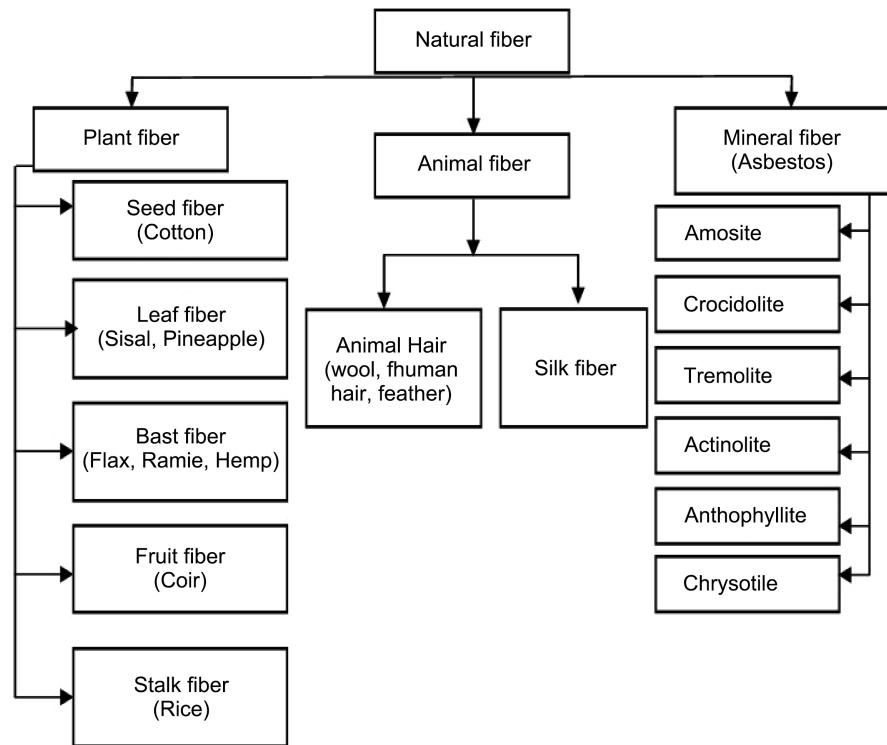 Natural fiber
Plant fiber
Animal fiber
Mineral fiber
(Asbestos)
Seed fiber
(Cotton)
Leaf fiber
(Sisal, Pineapple)
Bast fiber
(Flax, Ramie, Hemp)
Fruit fiber
(Coir)
Stalk fiber
(Rice)
Animal Hair
(wool, fhuman
hair, feather)
Silk fiber
Amosite
Crocidolite
Tremolite
Actinolite
Anthophyllite
Chrysotile